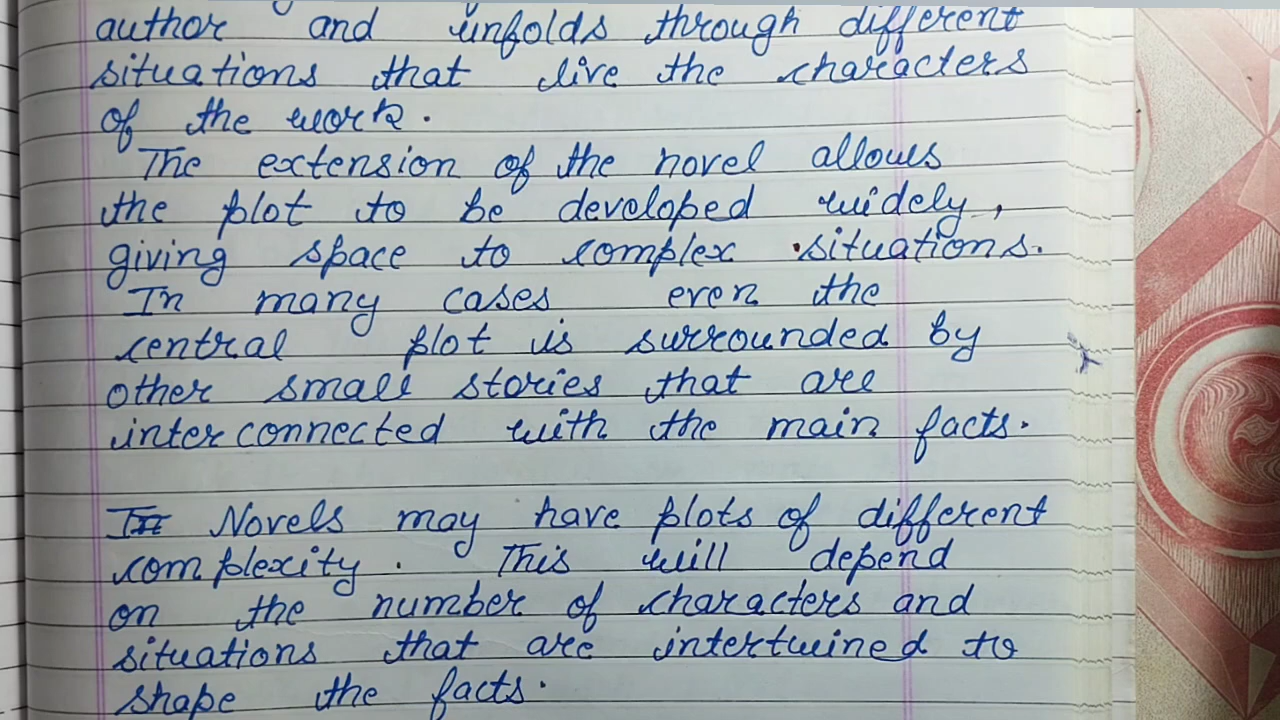 author and unfolds through different
situations that live the characters
of the work.
The extension of the novel allows
the plot to be developed widely,
giving space to complex situations.
In many cases even the
central plot is surrounded by
other small stories that are
interconnected with the main facts.
Novels may have plots of different
complexity. This will depend
on the number of characters and
situations that are intertwined to
shape the facts.